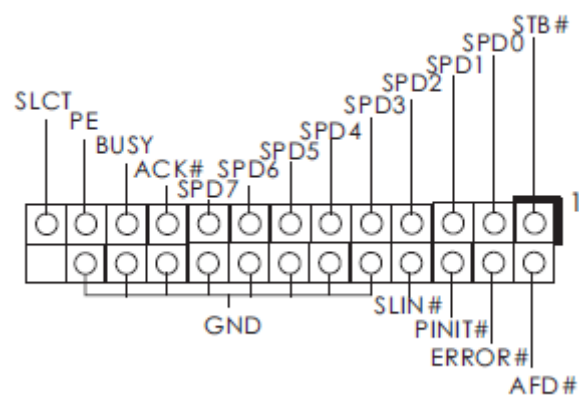 STB#
SPD0
SPD1
SPD2
SPD3
SPD4
SPD5
SPD6
SPD7
ACK#
BUSY
PE
SLCT
1
GND
SLIN#
PINIT#
ERROR#
AFD#